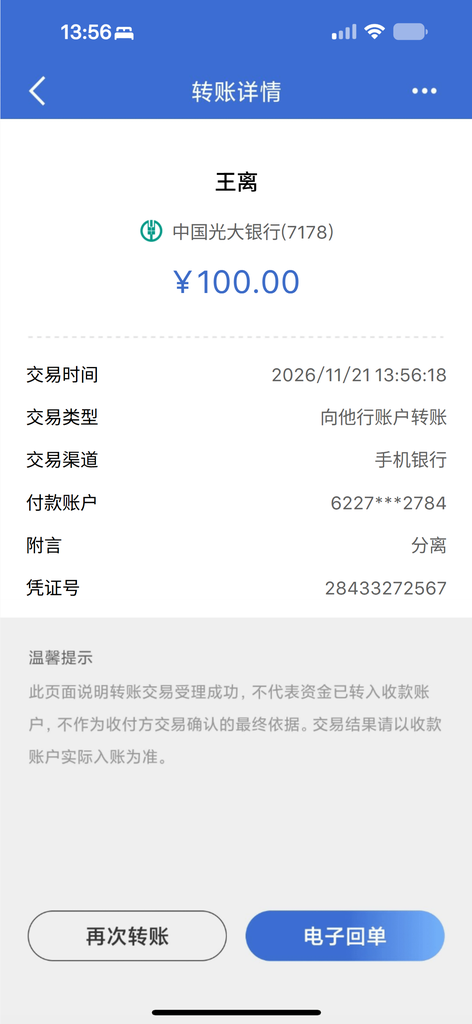 13:56
转账详情
王离
中国光大银行(7178)
¥100.00
交易时间 2026/11/21 13:56:18
交易类型 向他行账户转账
交易渠道 手机银行
付款账户 6227***2784
附言 分离
凭证号 28433272567
温馨提示
此页面说明转账交易受理成功，不代表资金已转入收款账
户，不作为收付方交易确认的最终依据。交易结果请以收款
账户实际入账为准。
再次转账 电子回单